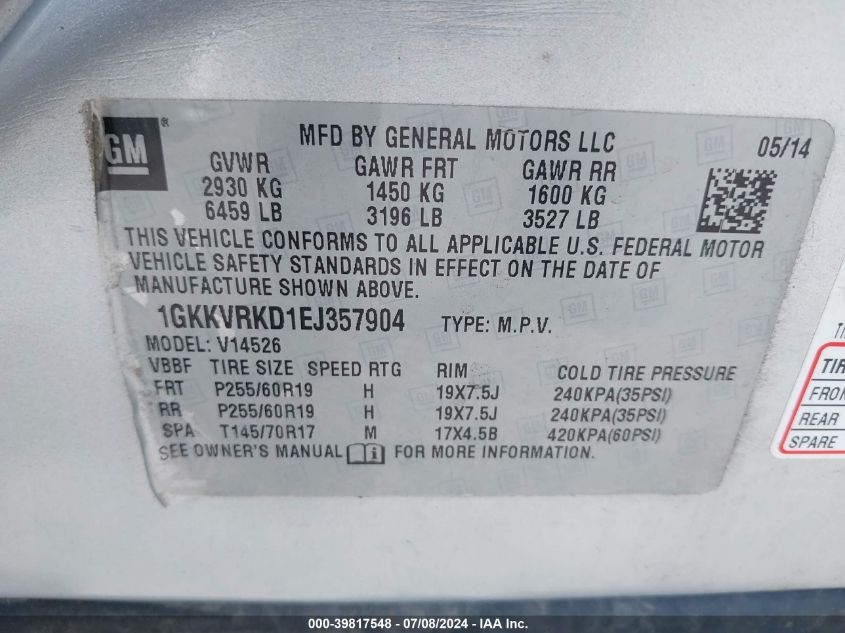 GM®
MFD BY GENERAL MOTORS LLC
05/14
GVWR GAWR FRT GAWR RR
2930 KG 1450 KG 1600 KG
6459 LB 3196 LB 3527 LB
THIS VEHICLE CONFORMS TO ALL APPLICABLE U.S. FEDERAL MOTOR
VEHICLE SAFETY STANDARDS IN EFFECT ON THE DATE OF
MANUFACTURE SHOWN ABOVE.
1GKKVRKD1EJ357904 TYPE: M.P.V.
MODEL: V14526
VBBF TIRE SIZE SPEED RTG RIM COLD TIRE PRESSURE
FRT P255/60R19 H 19X7.5J 240KPA(35PSI)
RR P255/60R19 H 19X7.5J 240KPA(35PSI)
SPA T145/70R17 M 17X4.5B 420KPA(60PSI)
SEE OWNER'S MANUAL i FOR MORE INFORMATION.
REAR
SPARE
000-39817548 - 07/08/2024 - IAA Inc.